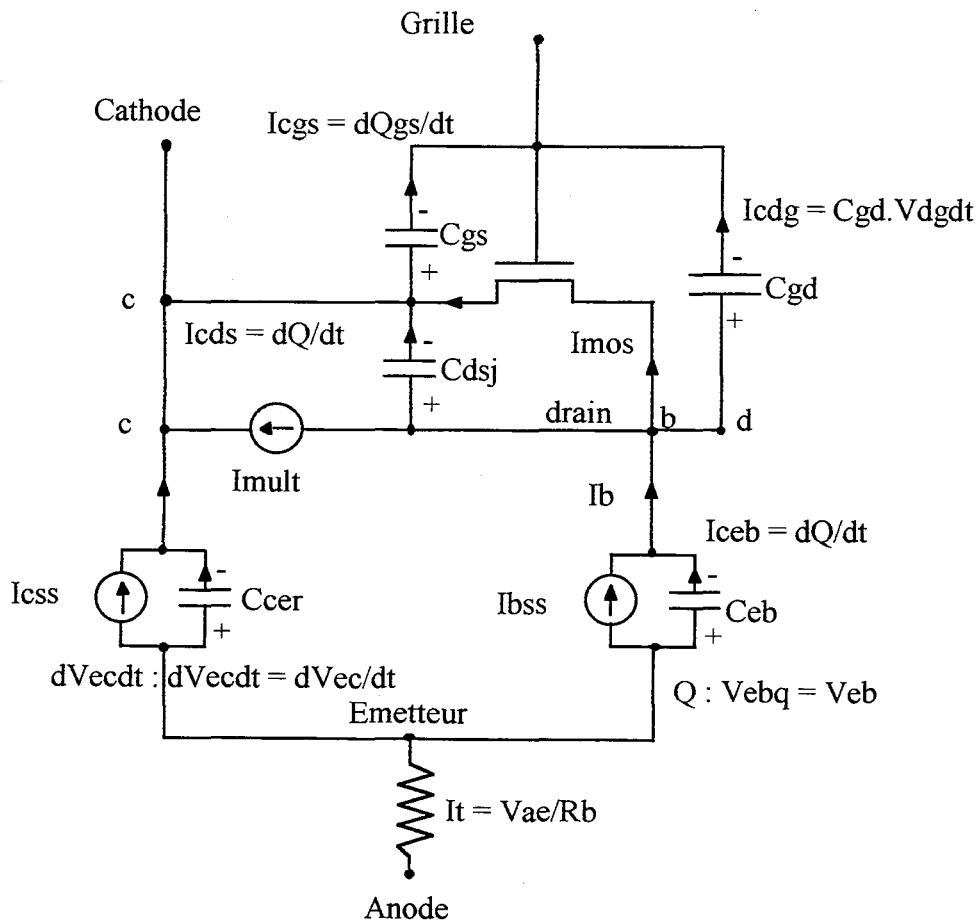 Grille
Cathode
Icgs = dQgs/dt
Icdg = Cgd.Vdgdt
-
Cgs
+
-
Cgd
+
c
Icds = dQ/dt
Imos
-
Cdsj
+
c
drain
b
d
Imult
Ib
Iceb = dQ/dt
Icss
-
Ccer
+
Ibss
-
Ceb
+
dVecdt : dVecdt = dVec/dt
Q : Vebq = Veb
Emetteur
It = Vae/Rb
Anode